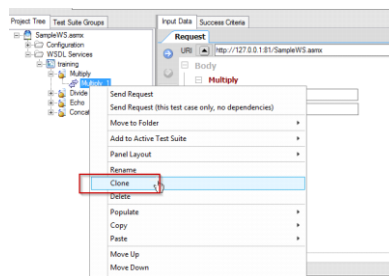 Project Tree Test Suite Groups
SampleWS.asmx
Configuration
WSDL Services
training
Multiply
Multiply_1
Divide
Echo
Concat
Input Data Success Criteria
Request
URI http://127.0.0.1:81/SampleWS.asmx
Body
Multiply
Send Request
Send Request (this test case only, no dependencies)
Move to Folder
Add to Active Test Suite
Panel Layout
Rename
Clone
Delete
Populate
Copy
Paste
Move Up
Move Down